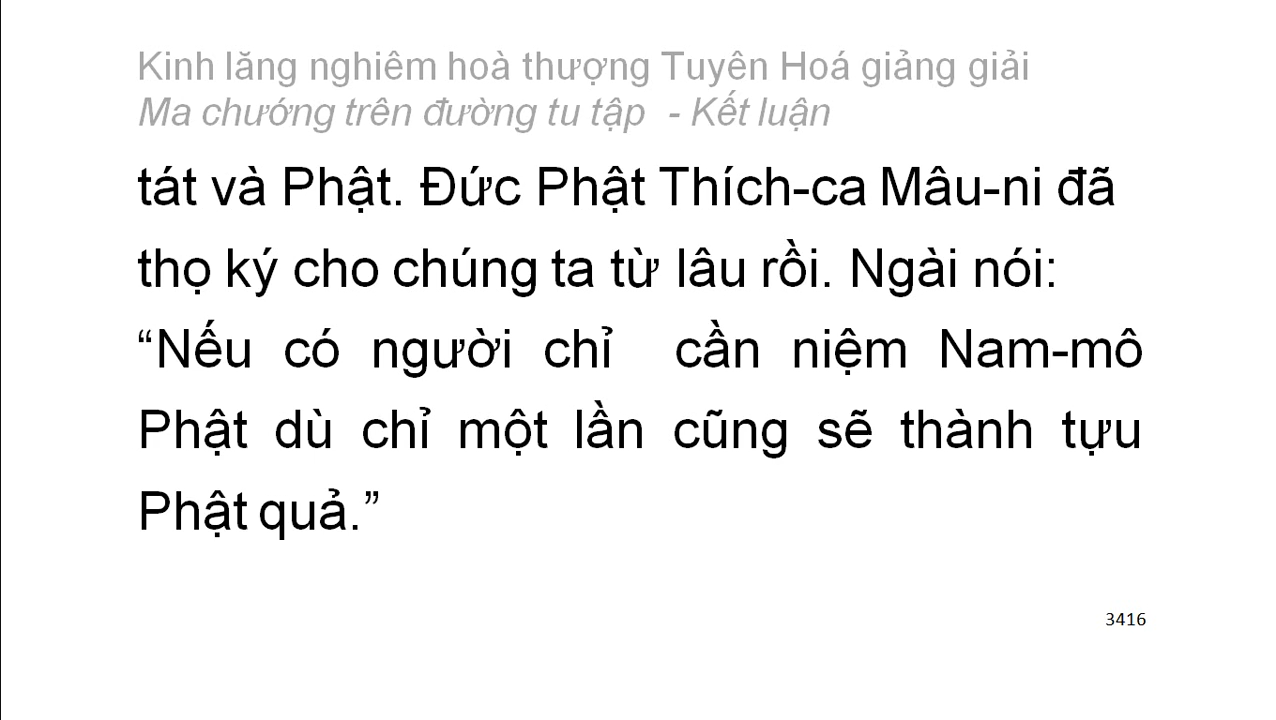 Kinh lăng nghiêm hoà thượng Tuyên Hoá giảng giải
Ma chướng trên đường tu tập - Kết luận
tát và Phật. Đức Phật Thích-ca Mâu-ni đã
thọ ký cho chúng ta từ lâu rồi. Ngài nói:
“Nếu có người chỉ cần niệm Nam-mô
Phật dù chỉ một lần cũng sẽ thành tựu
Phật quả.”
3416